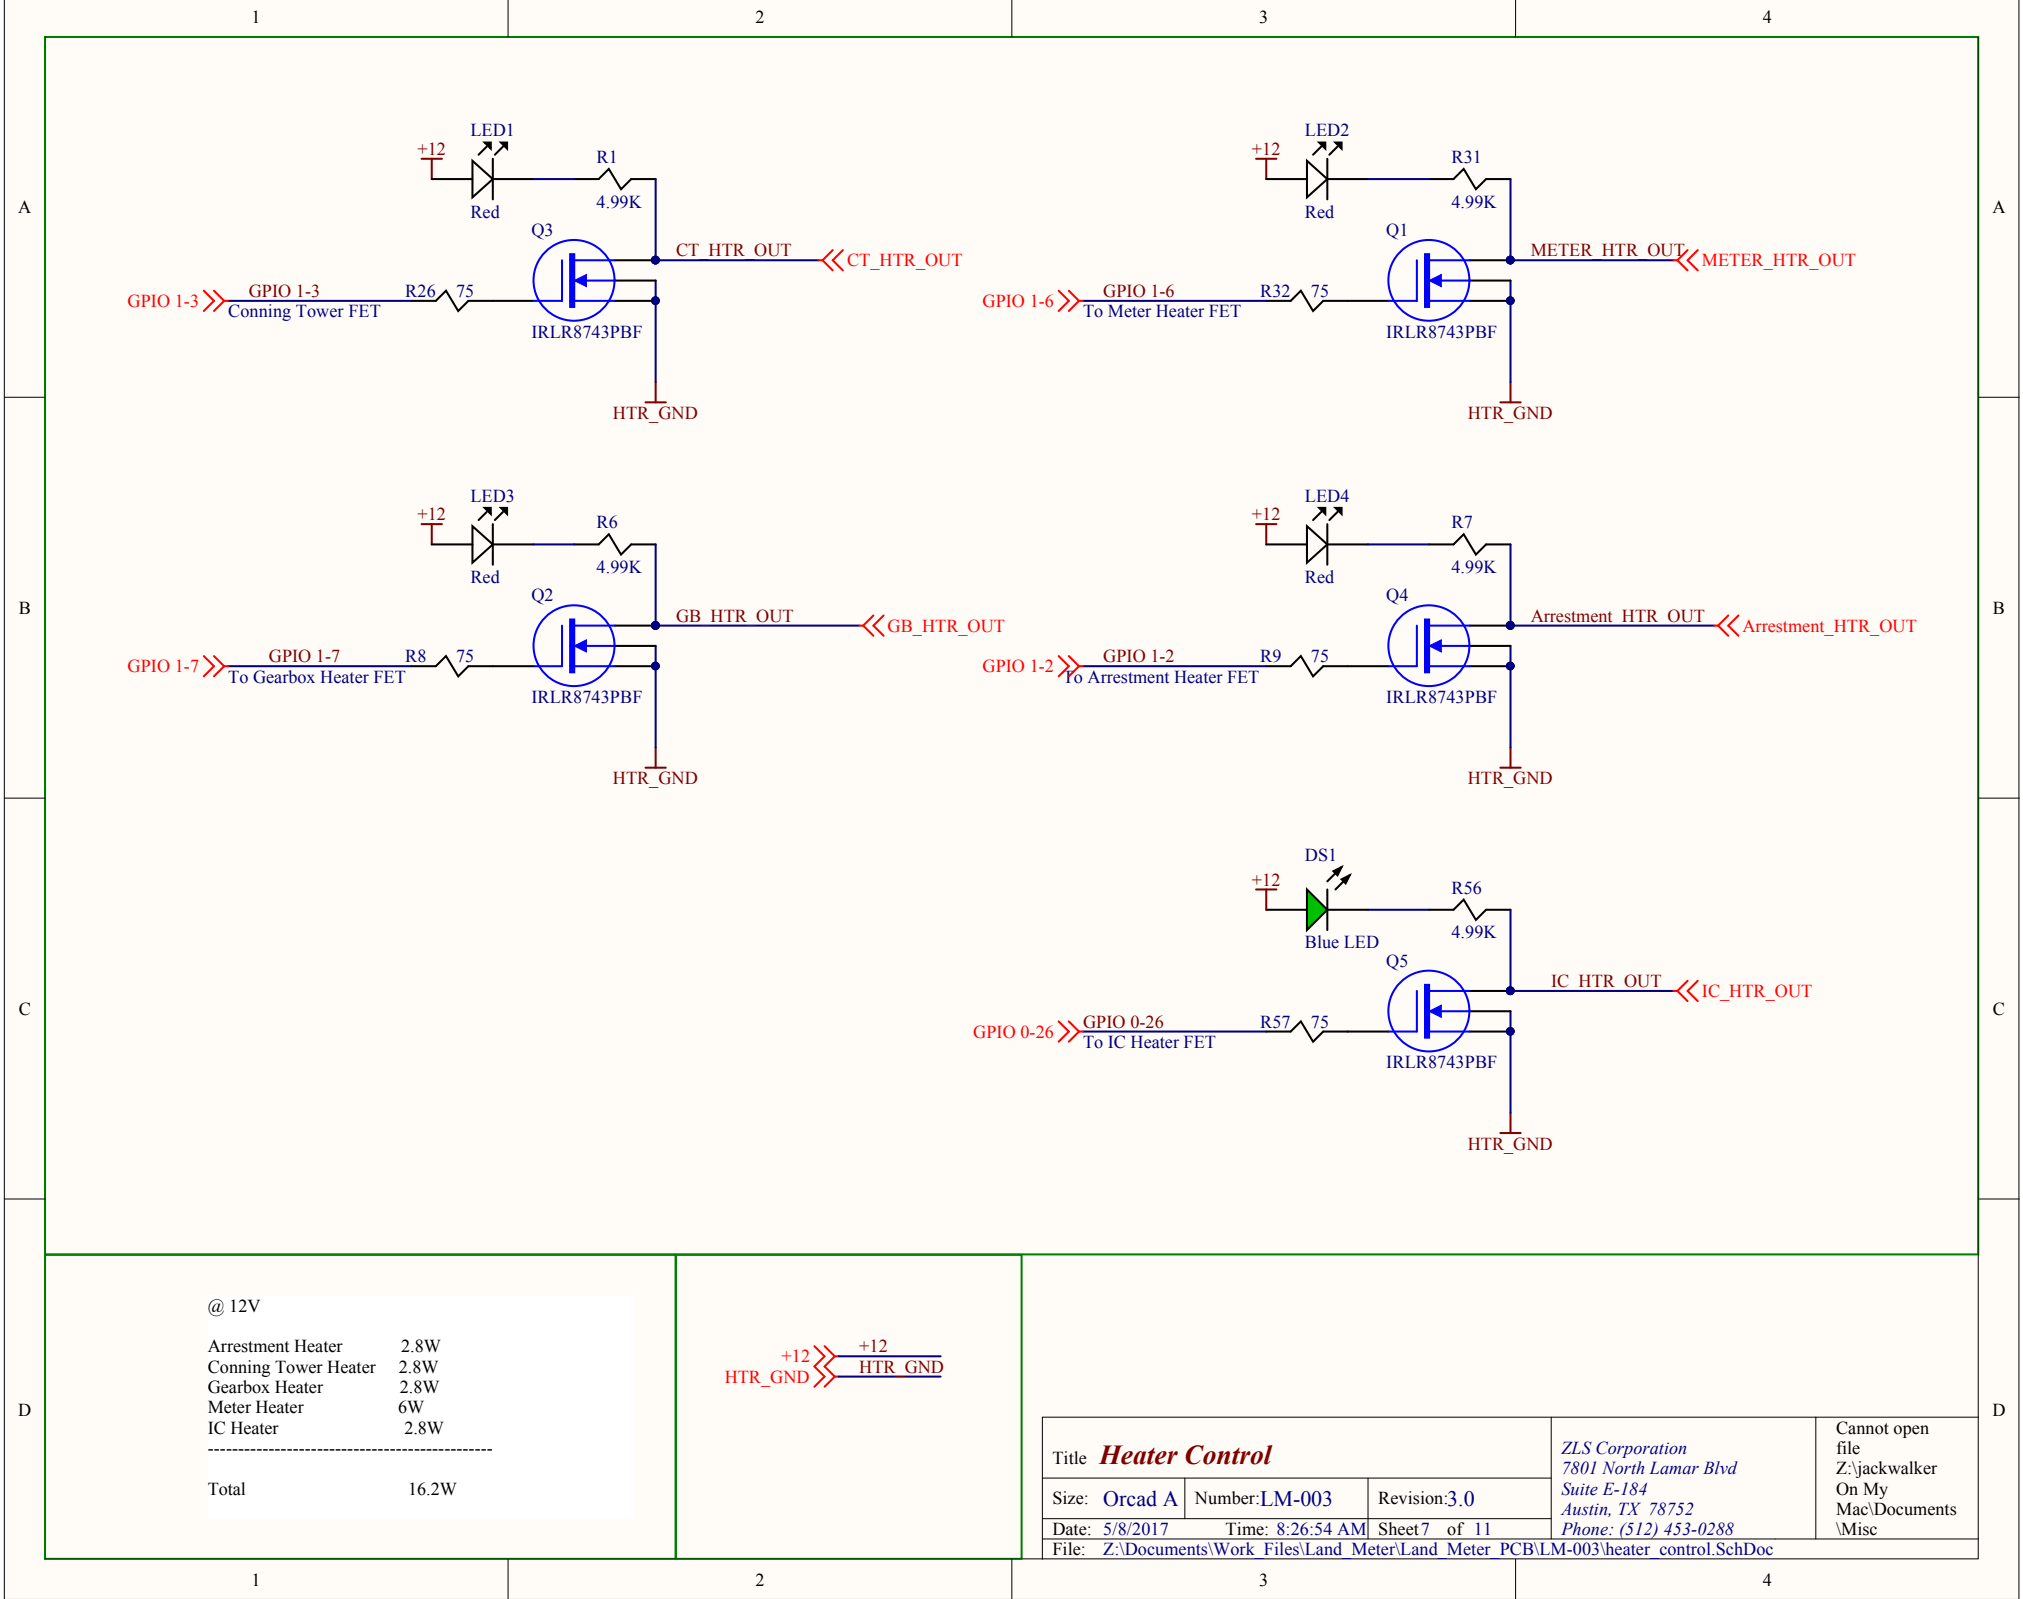 1 2 3 4
A A
LED1
+12
R1
4.99K
Red
Q3
CT_HTR_OUT
CT_HTR_OUT
GPIO 1-3
GPIO 1-3
R26 75
Conning Tower FET
IRLR8743PBF
HTR_GND
LED2
+12
R31
4.99K
Red
Q1
METER_HTR_OUT
METER_HTR_OUT
GPIO 1-6
GPIO 1-6
R32 75
To Meter Heater FET
IRLR8743PBF
HTR_GND
B B
LED3
+12
R6
4.99K
Red
Q2
GB_HTR_OUT
GB_HTR_OUT
GPIO 1-7
GPIO 1-7
R8 75
To Gearbox Heater FET
IRLR8743PBF
HTR_GND
LED4
+12
R7
4.99K
Red
Q4
Arrestment_HTR_OUT
Arrestment_HTR_OUT
GPIO 1-2
GPIO 1-2
R9 75
To Arrestment Heater FET
IRLR8743PBF
HTR_GND
C C
DS1
+12
R56
4.99K
Blue LED
Q5
IC_HTR_OUT
IC_HTR_OUT
GPIO 0-26
GPIO 0-26
R57 75
To IC Heater FET
IRLR8743PBF
HTR_GND
D D
@ 12V
Arrestment Heater 2.8W
Conning Tower Heater 2.8W
Gearbox Heater 2.8W
Meter Heater 6W
IC Heater 2.8W
-----------------------------------------------
Total 16.2W
+12 +12
HTR_GND HTR_GND
Title Heater Control
Size: Orcad A Number: LM-003 Revision: 3.0
Date: 5/8/2017 Time: 8:26:54 AM Sheet 7 of 11
File: Z:\Documents\Work_Files\Land_Meter\Land_Meter_PCB\LM-003\heater_control.SchDoc
ZLS Corporation
7801 North Lamar Blvd
Suite E-184
Austin, TX 78752
Phone: (512) 453-0288
Cannot open
file
Z:\jackwalker
On My
Mac\Documents
\Misc
1 2 3 4